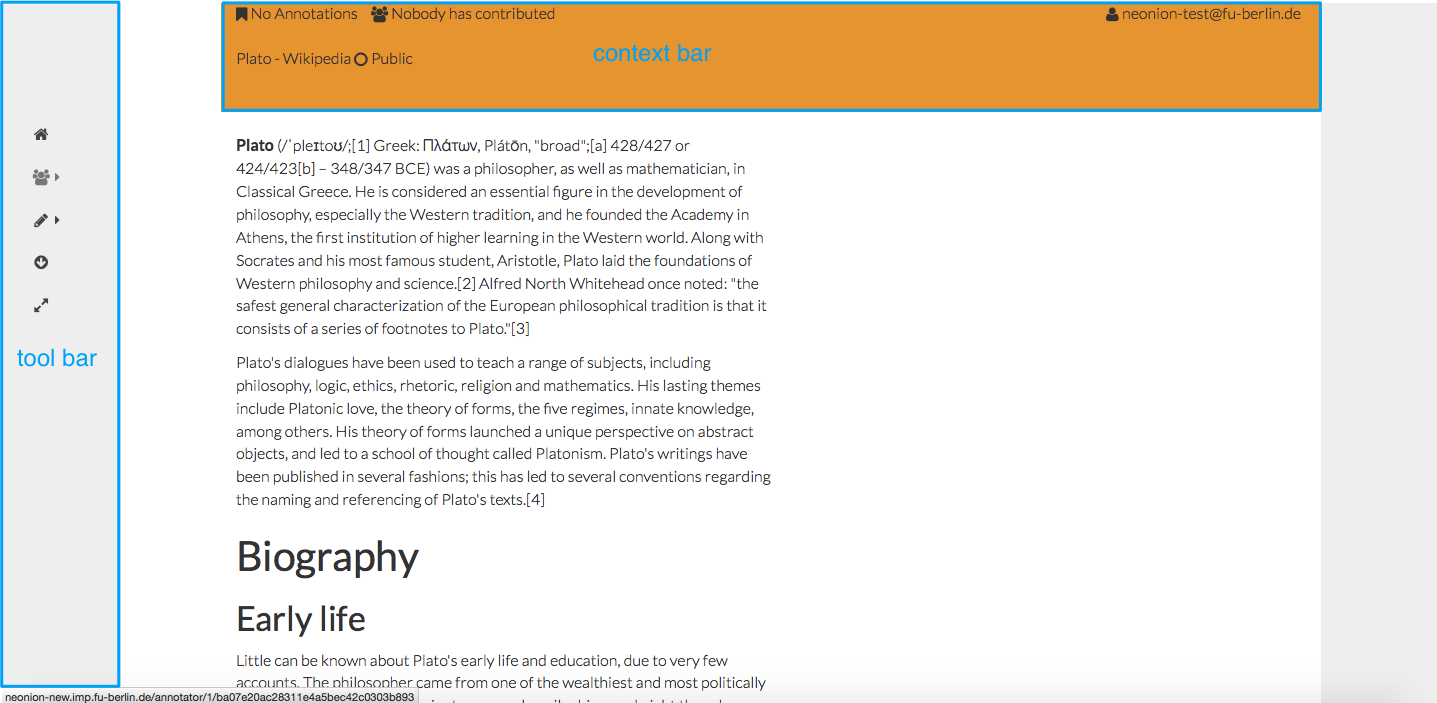 No Annotations Nobody has contributed neonion-test@fu-berlin.de
context bar
Plato - Wikipedia Public
Plato (/ˈpleɪtoʊ/;[1] Greek: Πλάτων, Plátōn, "broad";[a] 428/427 or
424/423[b] – 348/347 BCE) was a philosopher, as well as mathematician, in
Classical Greece. He is considered an essential figure in the development of
philosophy, especially the Western tradition, and he founded the Academy in
Athens, the first institution of higher learning in the Western world. Along with
Socrates and his most famous student, Aristotle, Plato laid the foundations of
Western philosophy and science.[2] Alfred North Whitehead once noted: "the
safest general characterization of the European philosophical tradition is that it
consists of a series of footnotes to Plato."[3]
tool bar
Plato's dialogues have been used to teach a range of subjects, including
philosophy, logic, ethics, rhetoric, religion and mathematics. His lasting themes
include Platonic love, the theory of forms, the five regimes, innate knowledge,
among others. His theory of forms launched a unique perspective on abstract
objects, and led to a school of thought called Platonism. Plato's writings have
been published in several fashions; this has led to several conventions regarding
the naming and referencing of Plato's texts.[4]
Biography
Early life
Little can be known about Plato's early life and education, due to very few
accounts. The philosopher came from one of the wealthiest and most politically
neonion-new.imp.fu-berlin.de/annotator/1/ba07e20ac28311e4a5bec42c0303b893